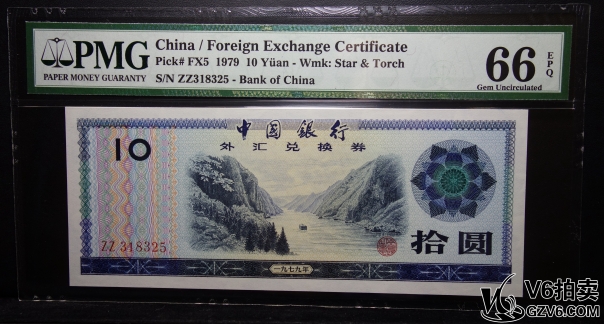 PMG
PAPER MONEY GUARANTY
China / Foreign Exchange Certificate
Pick# FX5 1979 10 Yüan - Wmk: Star & Torch
S/N ZZ318325 - Bank of China
66 EPQ
Gem Uncirculated
中国银行
外汇兑换券
10
ZZ 318325
一九七九年
拾圆
V6拍卖
GZV6.COM